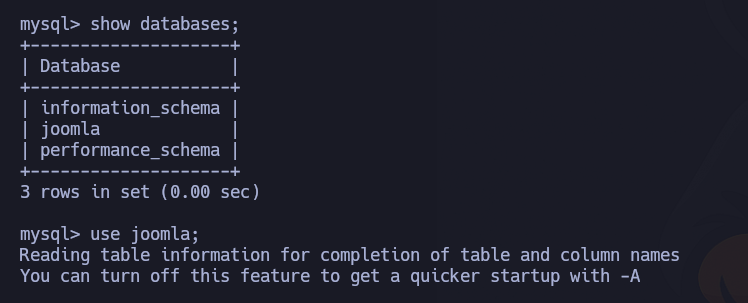 mysql> show databases;
+--------------------+
| Database           |
+--------------------+
| information_schema |
| joomla             |
| performance_schema |
+--------------------+
3 rows in set (0.00 sec)

mysql> use joomla;
Reading table information for completion of table and column names
You can turn off this feature to get a quicker startup with -A